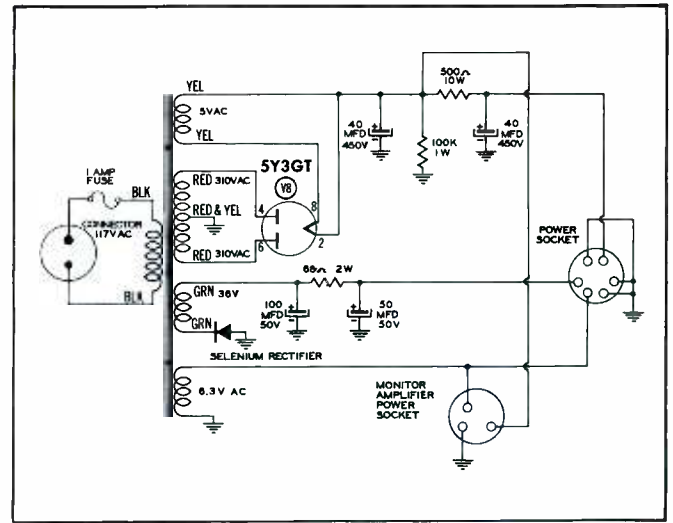 YEL
5VAC
YEL
500Ω
10W
40
MFD
450V
100K
1W
40
MFD
450V
1 AMP
FUSE
BLK
CONNECTOR
117VAC
BLK
RED 310VAC
RED & YEL
RED 310VAC
5Y3GT
V8
4
6
8
2
POWER
SOCKET
GRN 36V
GRN
68Ω 2W
100
MFD
50V
50
MFD
50V
SELENIUM RECTIFIER
6.3V AC
MONITOR
AMPLIFIER
POWER
SOCKET